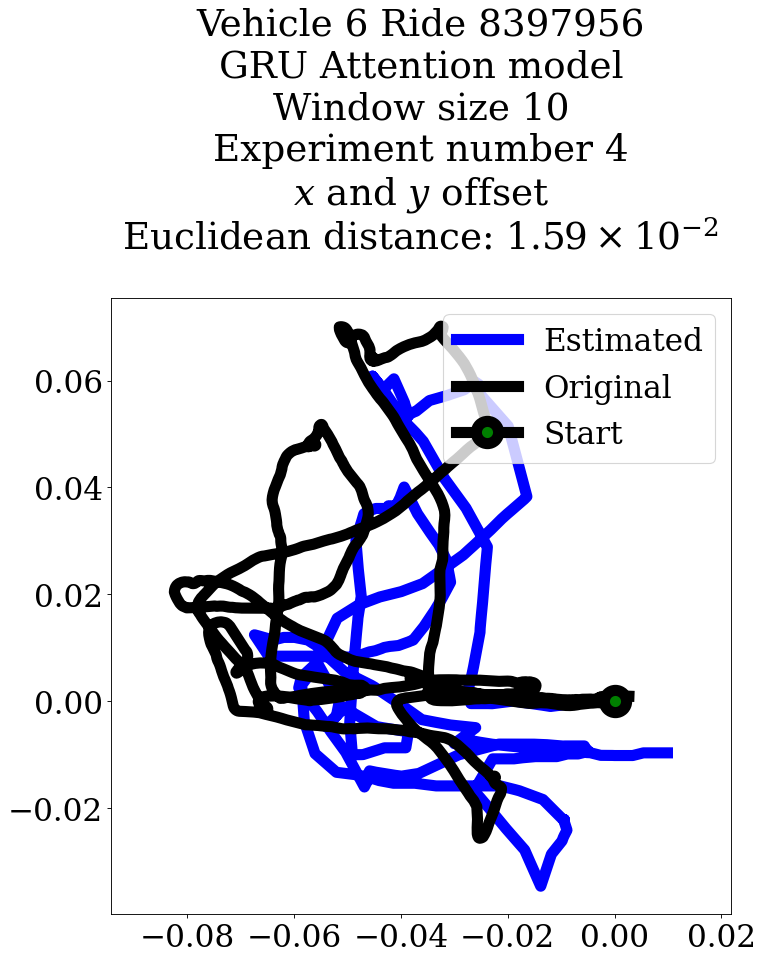 Vehicle 6 Ride 8397956
GRU Attention model
Window size 10
Experiment number 4
x and y offset
Euclidean distance: 1.59 × 10⁻²
Estimated
Original
Start
0.06
0.04
0.02
0.00
−0.02
−0.08 −0.06 −0.04 −0.02 0.00 0.02